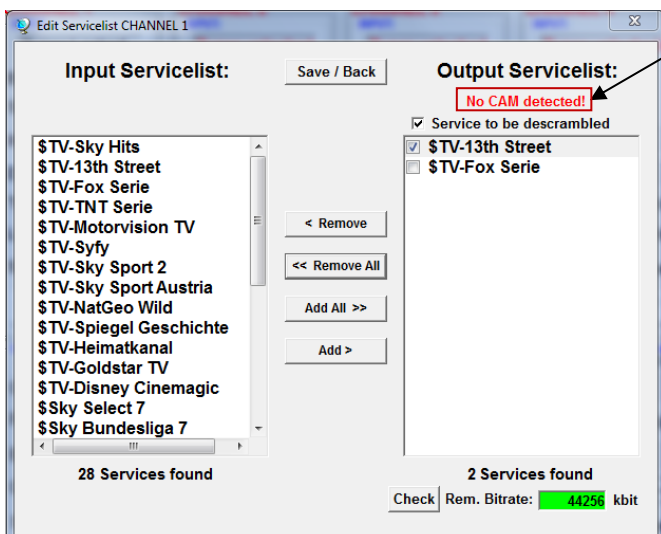 Edit Servicelist CHANNEL 1
Input Servicelist:
Save / Back
Output Servicelist:
No CAM detected!
Service to be descrambled
$TV-Sky Hits
$TV-13th Street
$TV-Fox Serie
$TV-TNT Serie
$TV-Motorvision TV
$TV-Syfy
$TV-Sky Sport 2
$TV-Sky Sport Austria
$TV-NatGeo Wild
$TV-Spiegel Geschichte
$TV-Heimatkanal
$TV-Goldstar TV
$TV-Disney Cinemagic
$Sky Select 7
$Sky Bundesliga 7
28 Services found
< Remove
<< Remove All
Add All >>
Add >
$TV-13th Street
$TV-Fox Serie
2 Services found
Check Rem. Bitrate: 44256 kbit